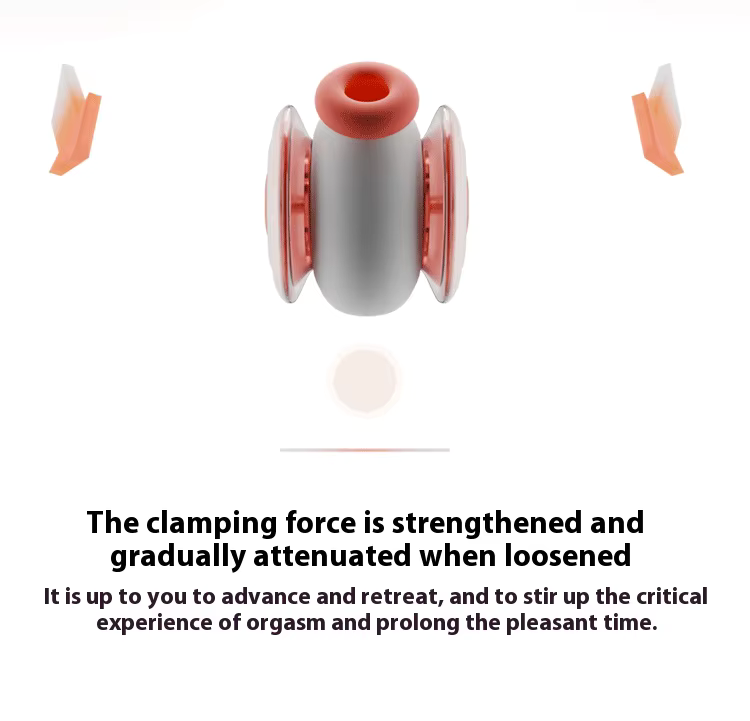 The clamping force is strengthened and
gradually attenuated when loosened
It is up to you to advance and retreat, and to stir up the critical
experience of orgasm and prolong the pleasant time.